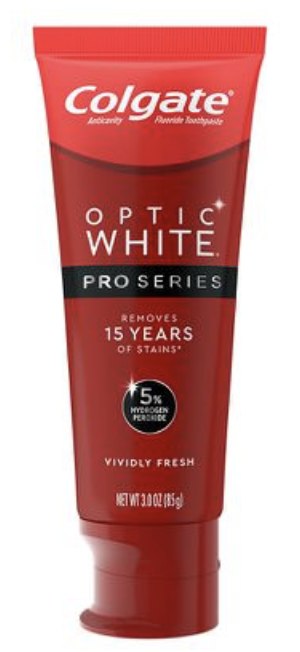 Colgate®
Anticavity Fluoride Toothpaste
OPTIC
WHITE.
PRO SERIES
REMOVES
15 YEARS
OF STAINS*
5%
HYDROGEN
PEROXIDE
VIVIDLY FRESH
NET WT 3.0 OZ (85g)